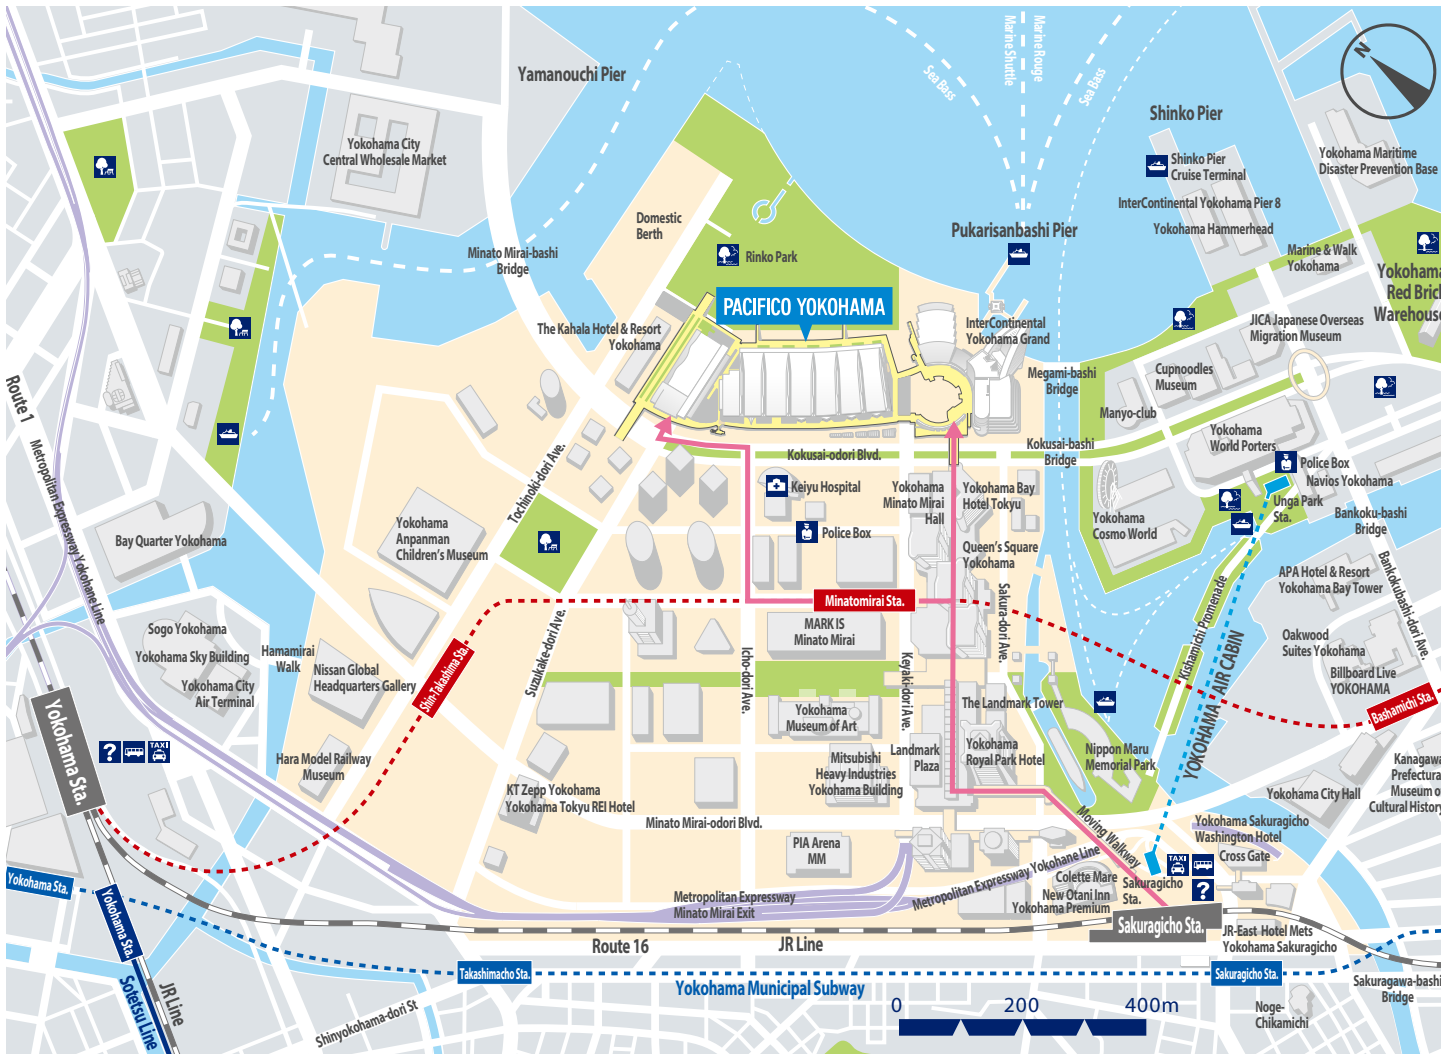 Yamanouchi Pier
Marine Shuttle
Marine Rouge
Sea Bass
Sea Bass
N
Shinko Pier
Yokohama City
Central Wholesale Market
Shinko Pier
Cruise Terminal
Yokohama Maritime
Disaster Prevention Base
InterContinental Yokohama Pier 8
Yokohama Hammerhead
Domestic
Berth
Pukarisanbashi Pier
Minato Mirai-bashi
Bridge
Rinko Park
Marine & Walk
Yokohama
Yokohama
Red Brick
Warehouse
PACIFICO YOKOHAMA
The Kahala Hotel & Resort
Yokohama
InterContinental
Yokohama Grand
JICA Japanese Overseas
Migration Museum
Megami-bashi
Bridge
Cupnoodles
Museum
Manyo-club
Route 1
Metropolitan Expressway Yokohane Line
Tochinoki-dori Ave.
Kokusai-odori Blvd.
Kokusai-bashi
Bridge
Yokohama
World Porters
Police Box
Navios Yokohama
Keiyu Hospital
Yokohama
Minato Mirai
Hall
Yokohama Bay
Hotel Tokyu
Unga Park
Sta.
Bankoku-bashi
Bridge
Yokohama
Cosmo World
Yokohama
Anpanman
Children's Museum
Police Box
Bay Quarter Yokohama
Queen's Square
Yokohama
Bankokubashi-dori Ave.
APA Hotel & Resort
Yokohama Bay Tower
Minatomirai Sta.
Sakura-dori Ave.
Kishamichi Promenade
Sogo Yokohama
Yokohama Sky Building
Yokohama City
Air Terminal
Hamamirai
Walk
Nissan Global
Headquarters Gallery
Shin-Takashima Sta.
Suzukake-dori Ave.
MARK IS
Minato Mirai
Icho-dori Ave.
Keyaki-dori Ave.
Oakwood
Suites Yokohama
Billboard Live
YOKOHAMA
YOKOHAMA AIR CABIN
Bashamichi Sta.
Yokohama Sta.
?
TAXI
Hara Model Railway
Museum
Yokohama
Museum of Art
The Landmark Tower
Landmark
Plaza
Yokohama
Royal Park Hotel
Nippon Maru
Memorial Park
Mitsubishi
Heavy Industries
Yokohama Building
KT Zepp Yokohama
Yokohama Tokyu REI Hotel
Kanagawa
Prefectural
Museum of
Cultural History
Yokohama City Hall
Minato Mirai-odori Blvd.
Moving Walkway
Yokohama Sakuragicho
Washington Hotel
PIA Arena
MM
Cross Gate
TAXI
?
Metropolitan Expressway Yokohane Line
Colette Mare
New Otani Inn
Yokohama Premium
Sakuragicho
Sta.
Yokohama Sta.
Yokohama Sta.
Metropolitan Expressway
Minato Mirai Exit
Sakuragicho Sta.
JR-East Hotel Mets
Yokohama Sakuragicho
Route 16
JR Line
Takashimacho Sta.
Sakuragicho Sta.
Yokohama Municipal Subway
Sotetsu Line
JR Line
Shinyokohama-dori St
Sakuragawa-bashi
Bridge
Noge-
Chikamichi
0 200 400m